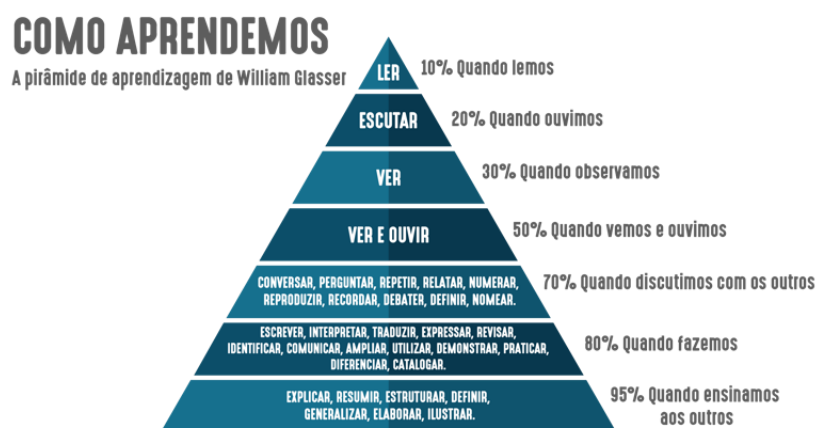 COMO APRENDEMOS
A pirâmide de aprendizagem de William Glasser
LER
10% Quando lemos
ESCUTAR
20% Quando ouvimos
VER
30% Quando observamos
VER E OUVIR
50% Quando vemos e ouvimos
CONVERSAR, PERGUNTAR, REPETIR, RELATAR, NUMERAR,
REPRODUZIR, RECORDAR, DEBATER, DEFINIR, NOMEAR.
70% Quando discutimos com os outros
ESCREVER, INTERPRETAR, TRADUZIR, EXPRESSAR, REVISAR,
IDENTIFICAR, COMUNICAR, AMPLIAR, UTILIZAR, DEMONSTRAR, PRATICAR,
DIFERENCIAR, CATALOGAR.
80% Quando fazemos
EXPLICAR, RESUMIR, ESTRUTURAR, DEFINIR,
GENERALIZAR, ELABORAR, ILUSTRAR.
95% Quando ensinamos
aos outros